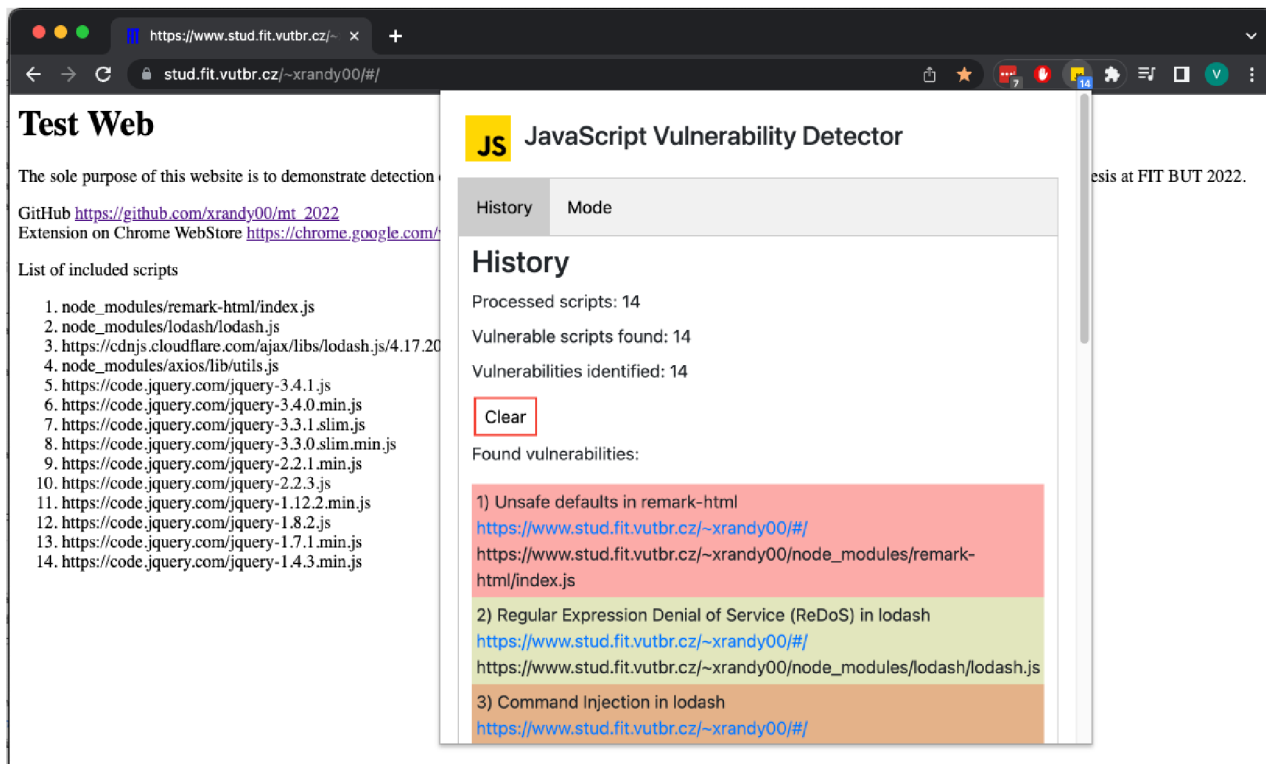 https://www.stud.fit.vutbr.cz/~
stud.fit.vutbr.cz/~xrandy00/#/
7
14
V
Test Web
The sole purpose of this website is to demonstrate detection
esis at FIT BUT 2022.
GitHub https://github.com/xrandy00/mt_2022
Extension on Chrome WebStore https://chrome.google.com/
List of included scripts
1. node_modules/remark-html/index.js
2. node_modules/lodash/lodash.js
3. https://cdnjs.cloudflare.com/ajax/libs/lodash.js/4.17.20
4. node_modules/axios/lib/utils.js
5. https://code.jquery.com/jquery-3.4.1.js
6. https://code.jquery.com/jquery-3.4.0.min.js
7. https://code.jquery.com/jquery-3.3.1.slim.js
8. https://code.jquery.com/jquery-3.3.0.slim.min.js
9. https://code.jquery.com/jquery-2.2.1.min.js
10. https://code.jquery.com/jquery-2.2.3.js
11. https://code.jquery.com/jquery-1.12.2.min.js
12. https://code.jquery.com/jquery-1.8.2.js
13. https://code.jquery.com/jquery-1.7.1.min.js
14. https://code.jquery.com/jquery-1.4.3.min.js
JS JavaScript Vulnerability Detector
History Mode
History
Processed scripts: 14
Vulnerable scripts found: 14
Vulnerabilities identified: 14
Clear
Found vulnerabilities:
1) Unsafe defaults in remark-html
https://www.stud.fit.vutbr.cz/~xrandy00/#/
https://www.stud.fit.vutbr.cz/~xrandy00/node_modules/remark-
html/index.js
2) Regular Expression Denial of Service (ReDoS) in lodash
https://www.stud.fit.vutbr.cz/~xrandy00/#/
https://www.stud.fit.vutbr.cz/~xrandy00/node_modules/lodash/lodash.js
3) Command Injection in lodash
https://www.stud.fit.vutbr.cz/~xrandy00/#/